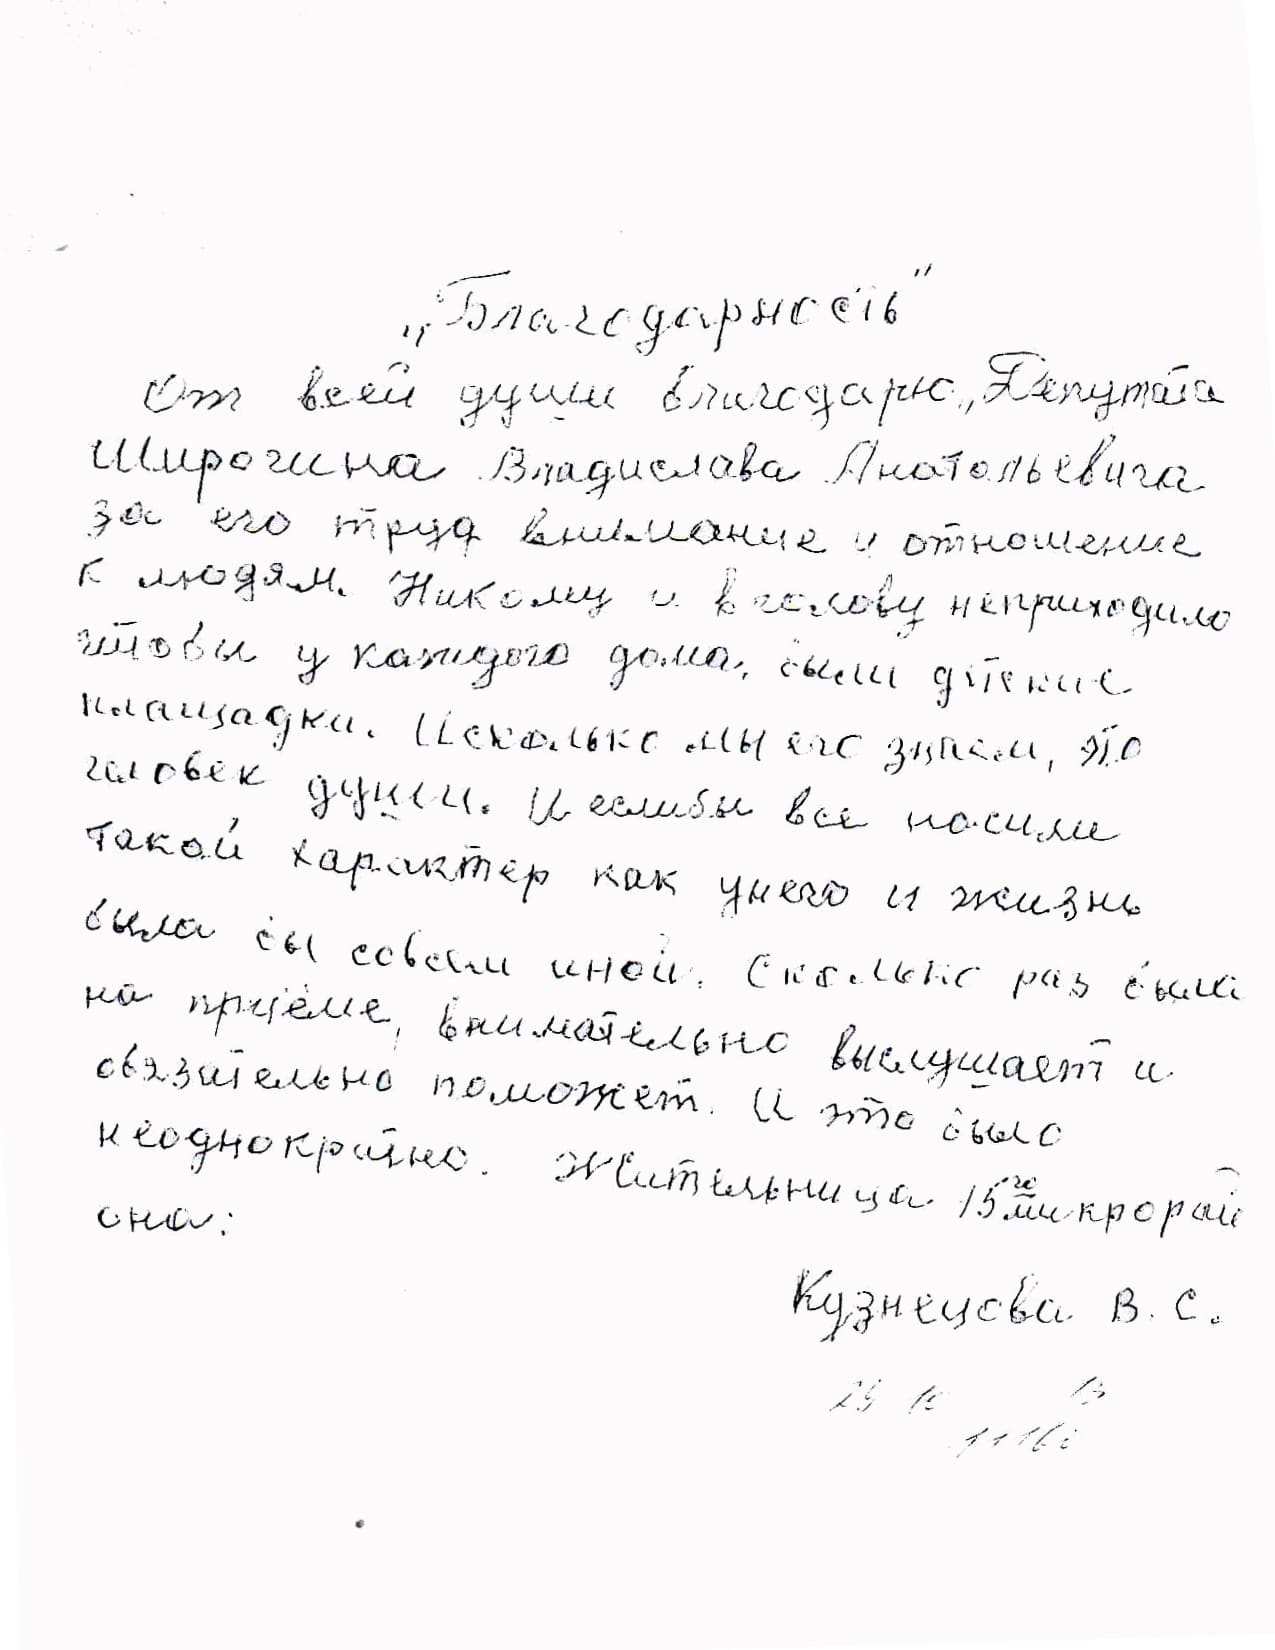 „Благодарность"
От всей души благодарю „Депутата
Широгина Владислава Анатольевича
за его труд внимание и отношение
к людям. Никому и в голову неприходило
чтобы у каждого дома, были детские
площадки. И сколько мы его знаем, это
человек души. И еслибы все носили
такой характер как унего и жизнь
была бы совсем иной. Сколько раз была
на приёме, внимательно выслушает и
обязательно поможет. И это было
неоднократно. Жительница 15го микрорай
она:
Кузнецова В. С.